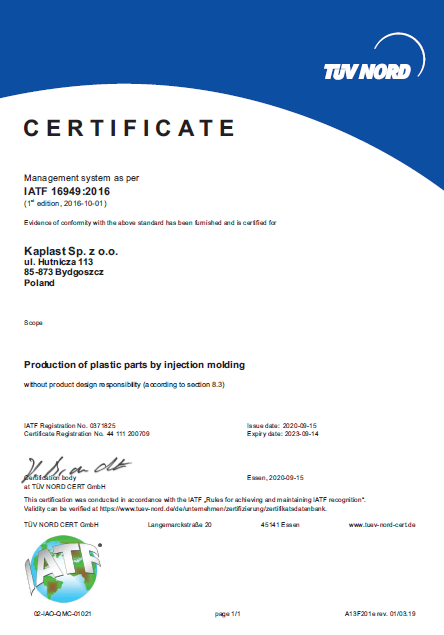 TÜV NORD
CERTIFICATE
Management system as per
IATF 16949:2016
(1st edition, 2016-10-01)
Evidence of conformity with the above standard has been furnished and is certified for
Kaplast Sp. z o.o.
ul. Hutnicza 113
85-873 Bydgoszcz
Poland
Scope
Production of plastic parts by injection molding
without product design responsibility (according to section 8.3)
IATF Registration No. 0371825
Certificate Registration No. 44 111 200709
Issue date: 2020-09-15
Expiry date: 2023-09-14
Certification body
at TÜV NORD CERT GmbH
Essen, 2020-09-15
This certification was conducted in accordance with the IATF „Rules for achieving and maintaining IATF recognition“.
Validity can be verified at https://www.tuev-nord.de/de/unternehmen/zertifizierung/zertifikatsdatenbank.
TÜV NORD CERT GmbH Langemarckstraße 20 45141 Essen www.tuev-nord-cert.de
IATF
02-IAO-QMC-01021 page 1/1 A13F201e rev. 01/03.19